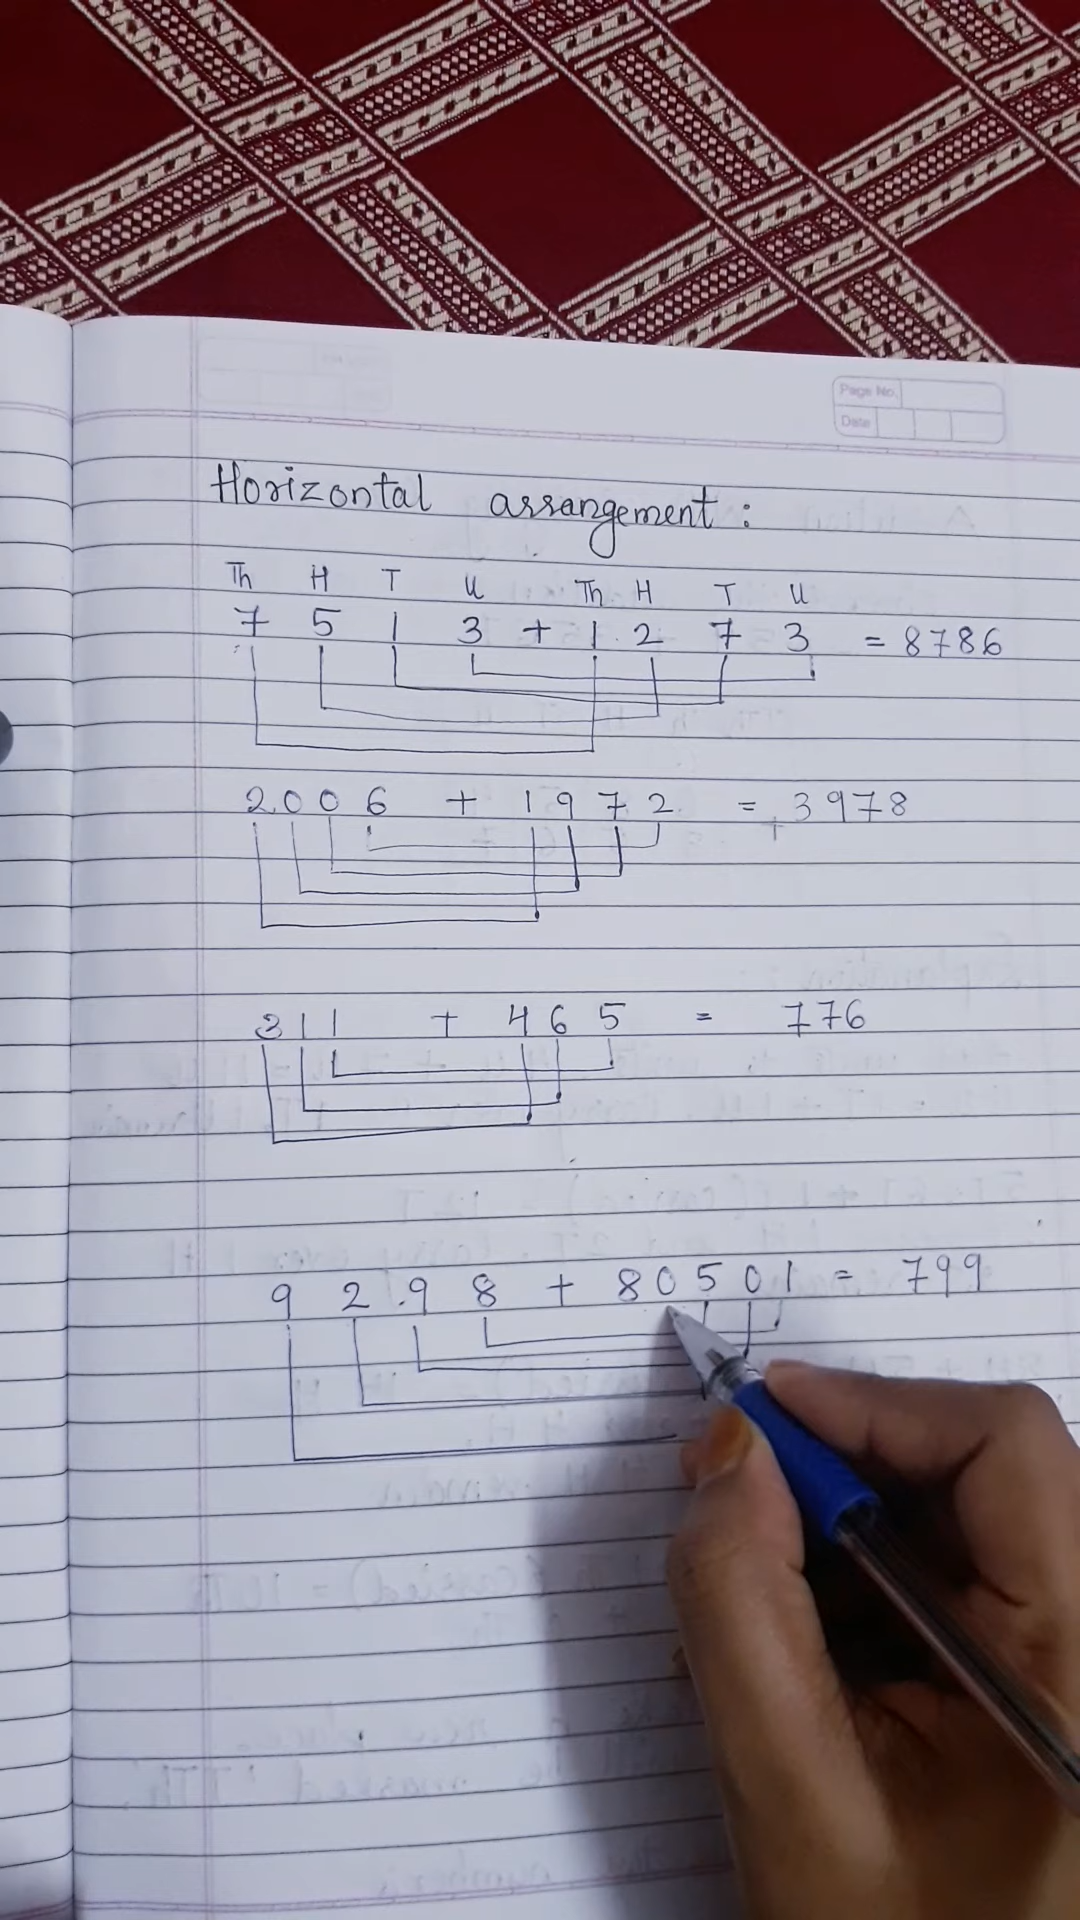 Page No.
Date
Horizontal arrangement :
Th H T U Th H T U
7 5 1 3 + 1 2 7 3 = 8786
2006 + 1972 = 3978
311 + 465 = 776
9298 + 80501 = 799